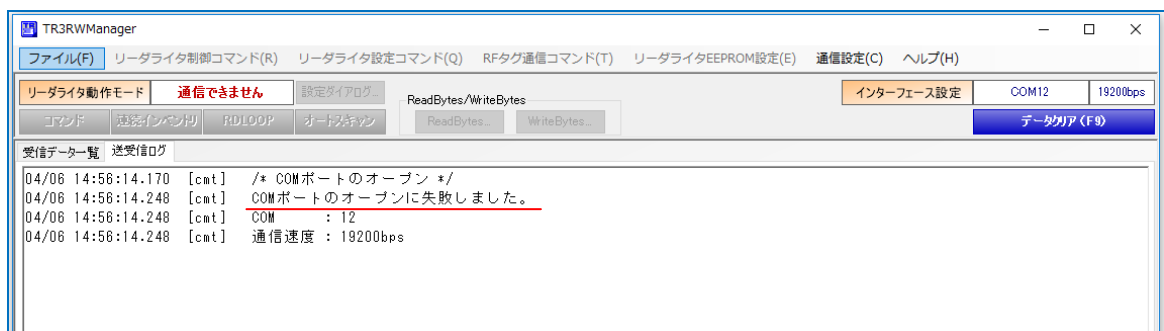 TR3RWManager
ファイル(F) リーダライタ制御コマンド(R) リーダライタ設定コマンド(Q) RFタグ通信コマンド(T) リーダライタEEPROM設定(E) 通信設定(C) ヘルプ(H)
リーダライタ動作モード 通信できません 設定ダイアログ... ReadBytes/WriteBytes インターフェース設定 COM12 19200bps
コマンド 連続インベントリ RDLOOP オートスキャン ReadBytes... WriteBytes... データクリア(F9)
受信データ一覧 送受信ログ
04/06 14:56:14.170 [cmt] /* COMポートのオープン */
04/06 14:56:14.248 [cmt] COMポートのオープンに失敗しました。
04/06 14:56:14.248 [cmt] COM : 12
04/06 14:56:14.248 [cmt] 通信速度 : 19200bps